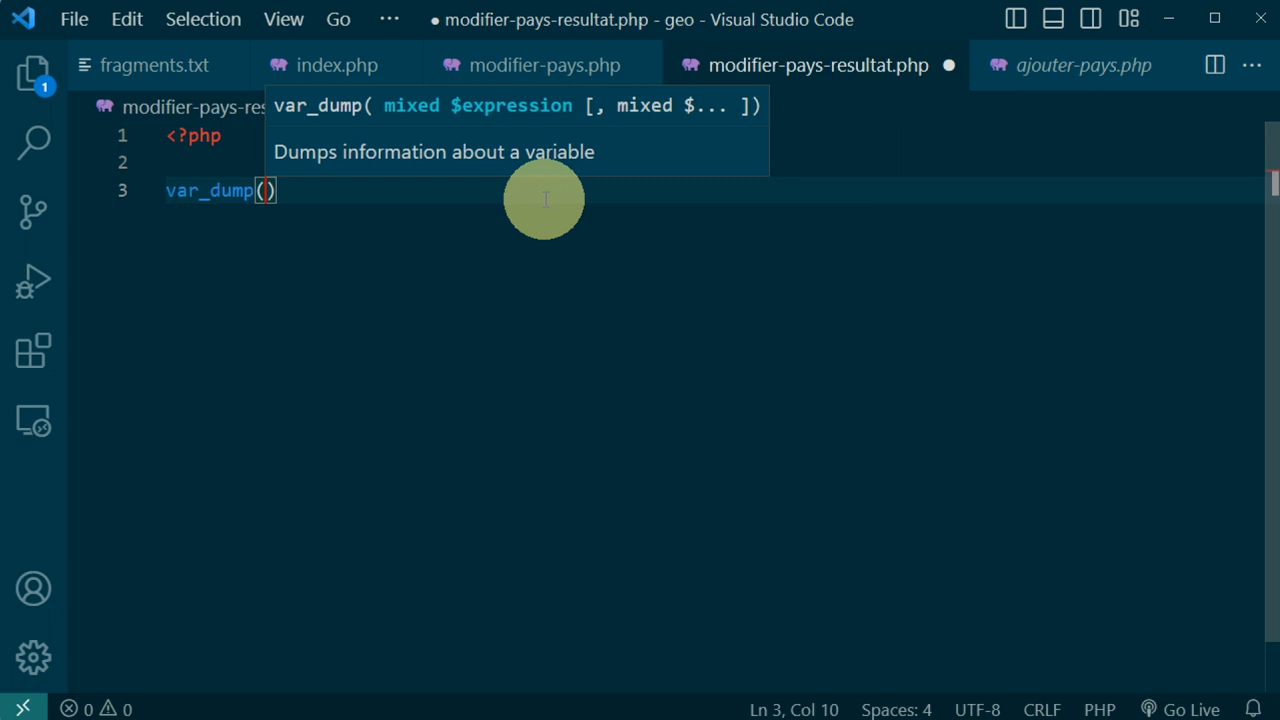 File Edit Selection View Go ··· ● modifier-pays-resultat.php - geo - Visual Studio Code
fragments.txt index.php modifier-pays.php modifier-pays-resultat.php ● ajouter-pays.php ···
1
modifier-pays-res
var_dump( mixed $expression [, mixed $... ])
Dumps information about a variable
1 <?php
2
3 var_dump()
0 0 Ln 3, Col 10 Spaces: 4 UTF-8 CRLF PHP Go Live